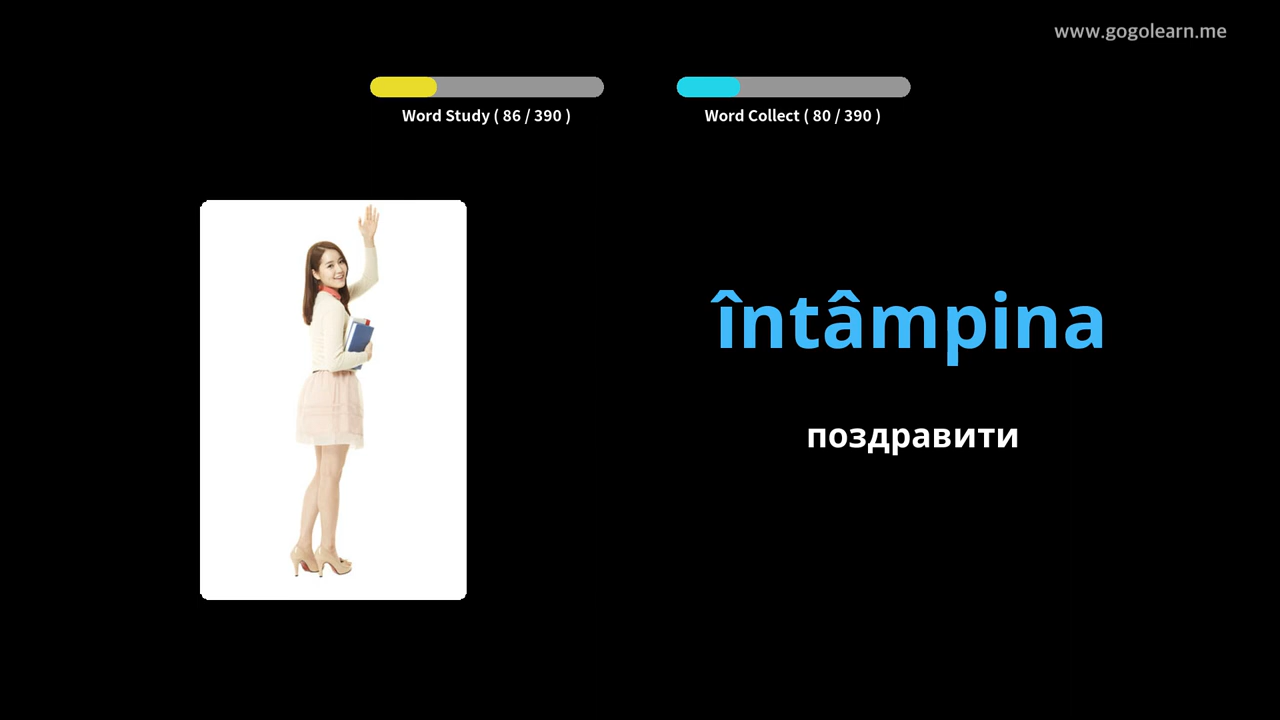 www.gogolearn.me
Word Study ( 86 / 390 )
Word Collect ( 80 / 390 )
întâmpina
поздравити